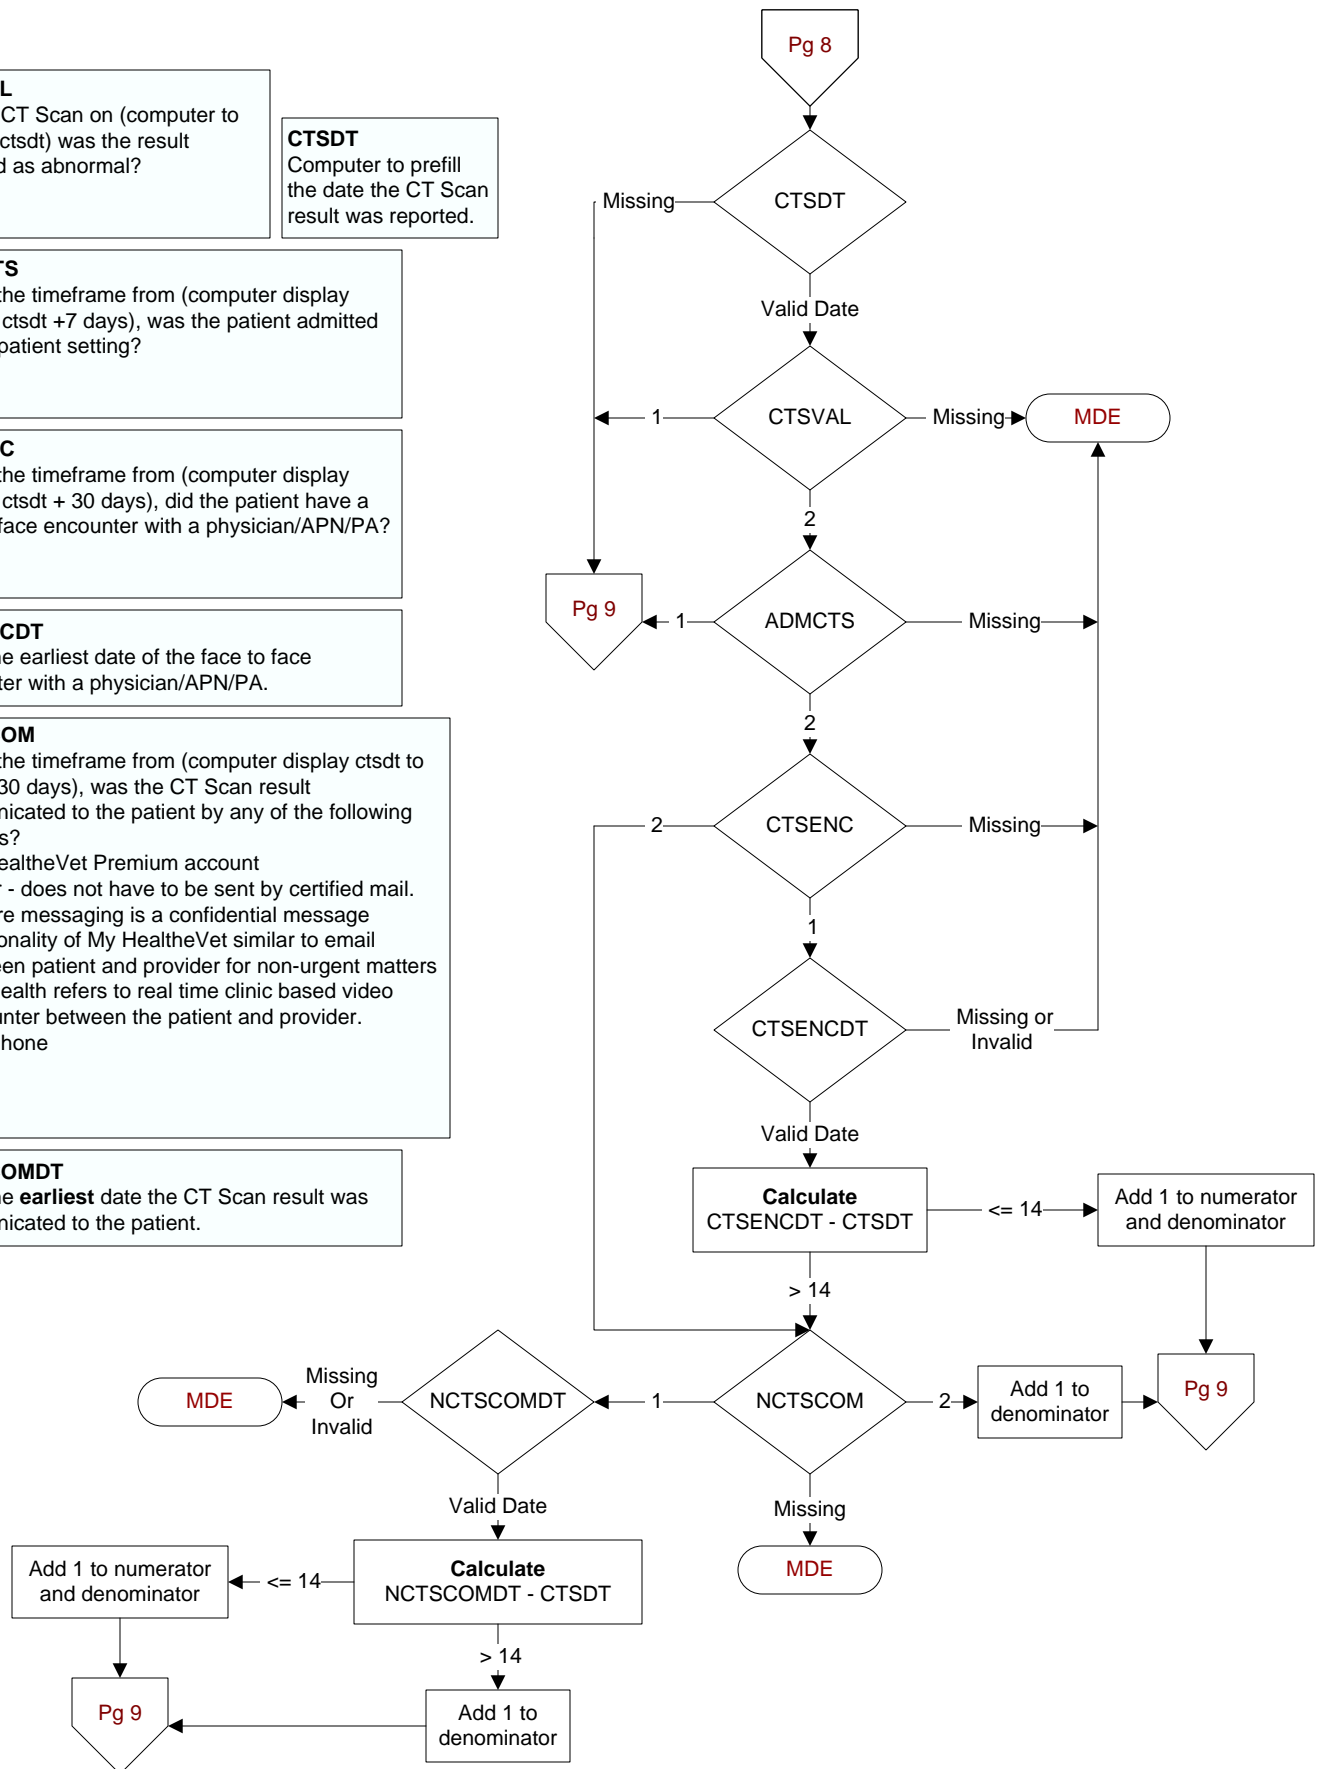 Pg 8
L
CT Scan on (computer to
ctsdt) was the result
d as abnormal?
CTSDT
Computer to prefill
the date the CT Scan
result was reported.
TS
the timeframe from (computer display
ctsdt +7 days), was the patient admitted
patient setting?
C
the timeframe from (computer display
ctsdt + 30 days), did the patient have a
face encounter with a physician/APN/PA?
CDT
ne earliest date of the face to face
ter with a physician/APN/PA.
OM
the timeframe from (computer display ctsdt to
30 days), was the CT Scan result
nicated to the patient by any of the following
s?
ealtheVet Premium account
r - does not have to be sent by certified mail.
re messaging is a confidential message
onality of My HealtheVet similar to email
een patient and provider for non-urgent matters
ealth refers to real time clinic based video
unter between the patient and provider.
hone
OMDT
ne earliest date the CT Scan result was
nicated to the patient.
CTSDT
Missing
Valid Date
CTSVAL
1
Missing
MDE
2
Pg 9
ADMCTS
1
Missing
2
CTSENC
2
Missing
1
CTSENCDT
Missing or
Invalid
Valid Date
Calculate
CTSENCDT - CTSDT
<= 14
Add 1 to numerator
and denominator
> 14
NCTSCOM
2
Add 1 to
denominator
Pg 9
1
NCTSCOMDT
Missing
Or
Invalid
MDE
Missing
MDE
Valid Date
Calculate
NCTSCOMDT - CTSDT
<= 14
Add 1 to numerator
and denominator
> 14
Add 1 to
denominator
Pg 9